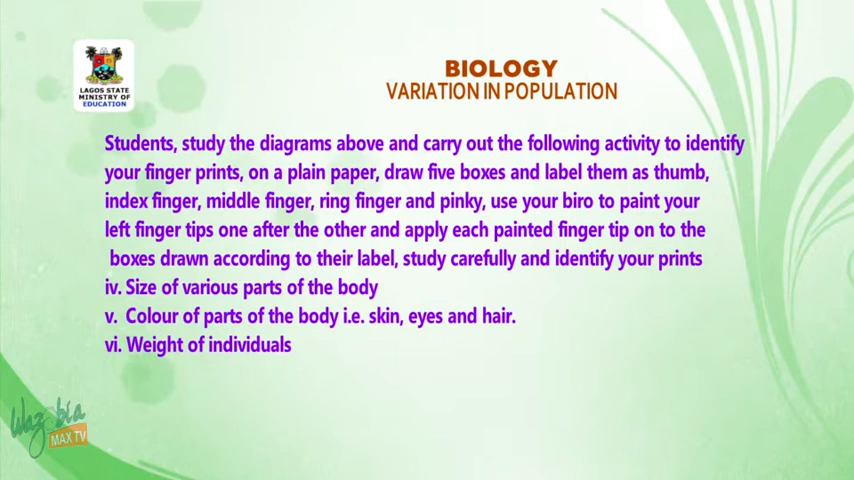 LAGOS STATE
MINISTRY OF
EDUCATION
BIOLOGY
VARIATION IN POPULATION
Students, study the diagrams above and carry out the following activity to identify
your finger prints, on a plain paper, draw five boxes and label them as thumb,
index finger, middle finger, ring finger and pinky, use your biro to paint your
left finger tips one after the other and apply each painted finger tip on to the
boxes drawn according to their label, study carefully and identify your prints
iv. Size of various parts of the body
v. Colour of parts of the body i.e. skin, eyes and hair.
vi. Weight of individuals
Wazobia
MAX TV